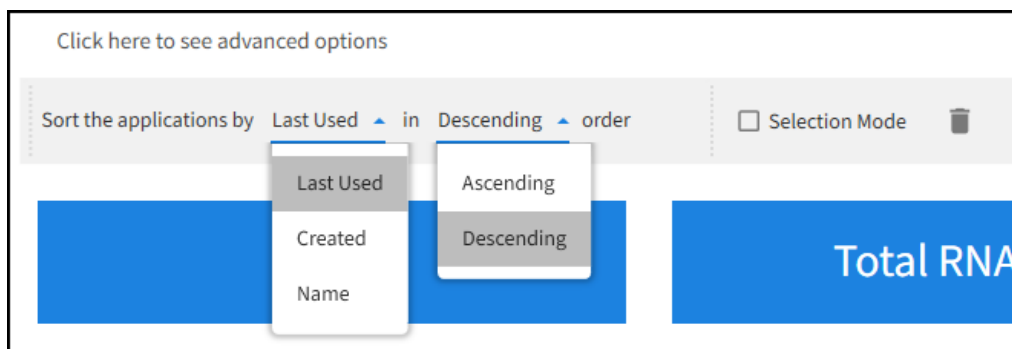 Click here to see advanced options
Sort the applications by Last Used in Descending order
Selection Mode
Last Used
Created
Name
Ascending
Descending
Total RNA